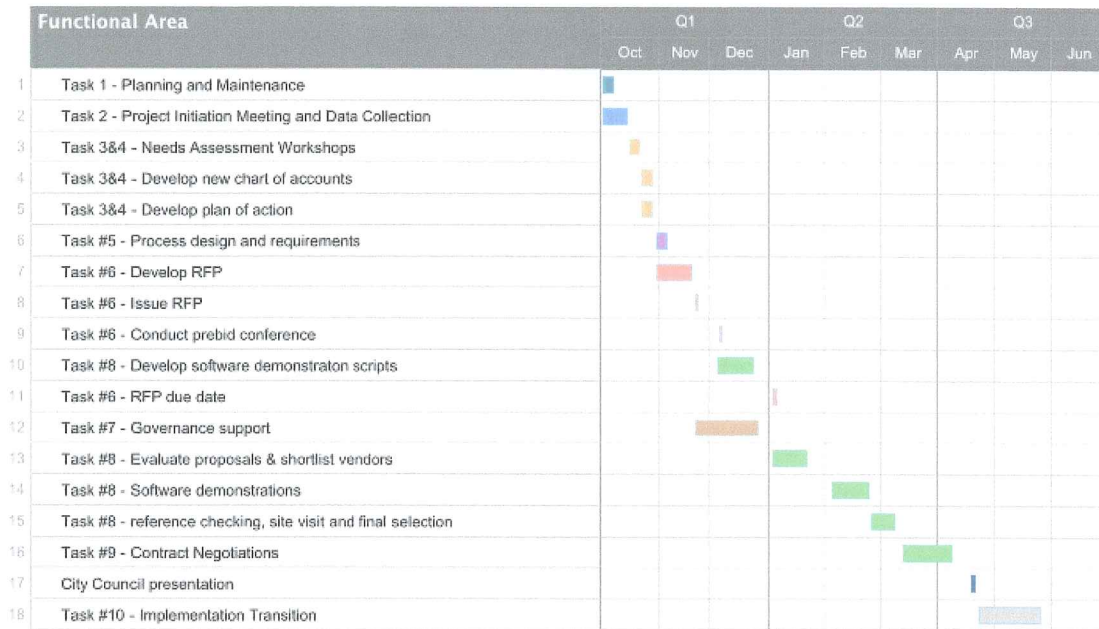 Functional Area
Q1 Q2 Q3
Oct Nov Dec Jan Feb Mar Apr May Jun
1 Task 1 - Planning and Maintenance
2 Task 2 - Project Initiation Meeting and Data Collection
3 Task 3&4 - Needs Assessment Workshops
4 Task 3&4 - Develop new chart of accounts
5 Task 3&4 - Develop plan of action
6 Task #5 - Process design and requirements
7 Task #6 - Develop RFP
8 Task #6 - Issue RFP
9 Task #6 - Conduct prebid conference
10 Task #8 - Develop software demonstraton scripts
11 Task #6 - RFP due date
12 Task #7 - Governance support
13 Task #8 - Evaluate proposals & shortlist vendors
14 Task #8 - Software demonstrations
15 Task #8 - reference checking, site visit and final selection
16 Task #9 - Contract Negotiations
17 City Council presentation
18 Task #10 - Implementation Transition